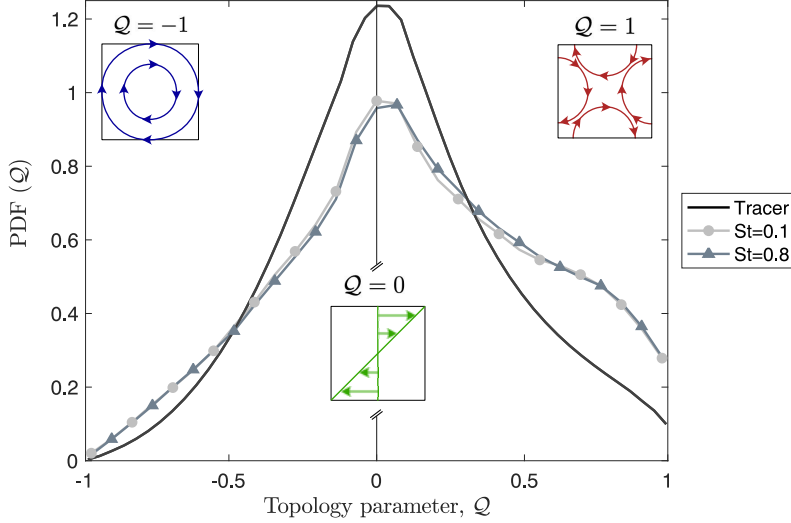 𝒬 = −1
𝒬 = 1
𝒬 = 0
PDF (𝒬)
1.2
1
0.8
0.6
0.4
0.2
0
-1
-0.5
0
0.5
1
Topology parameter, 𝒬
Tracer
St=0.1
St=0.8